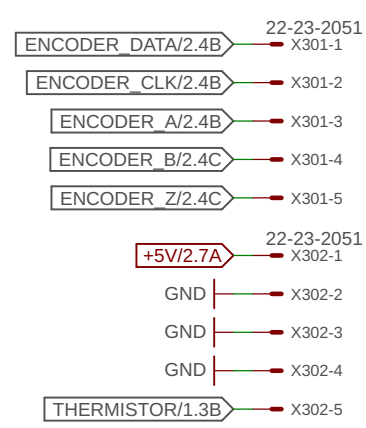 22-23-2051
ENCODER_DATA/2.4B X301-1
ENCODER_CLK/2.4B X301-2
ENCODER_A/2.4B X301-3
ENCODER_B/2.4C X301-4
ENCODER_Z/2.4C X301-5
22-23-2051
+5V/2.7A X302-1
GND X302-2
GND X302-3
GND X302-4
THERMISTOR/1.3B X302-5